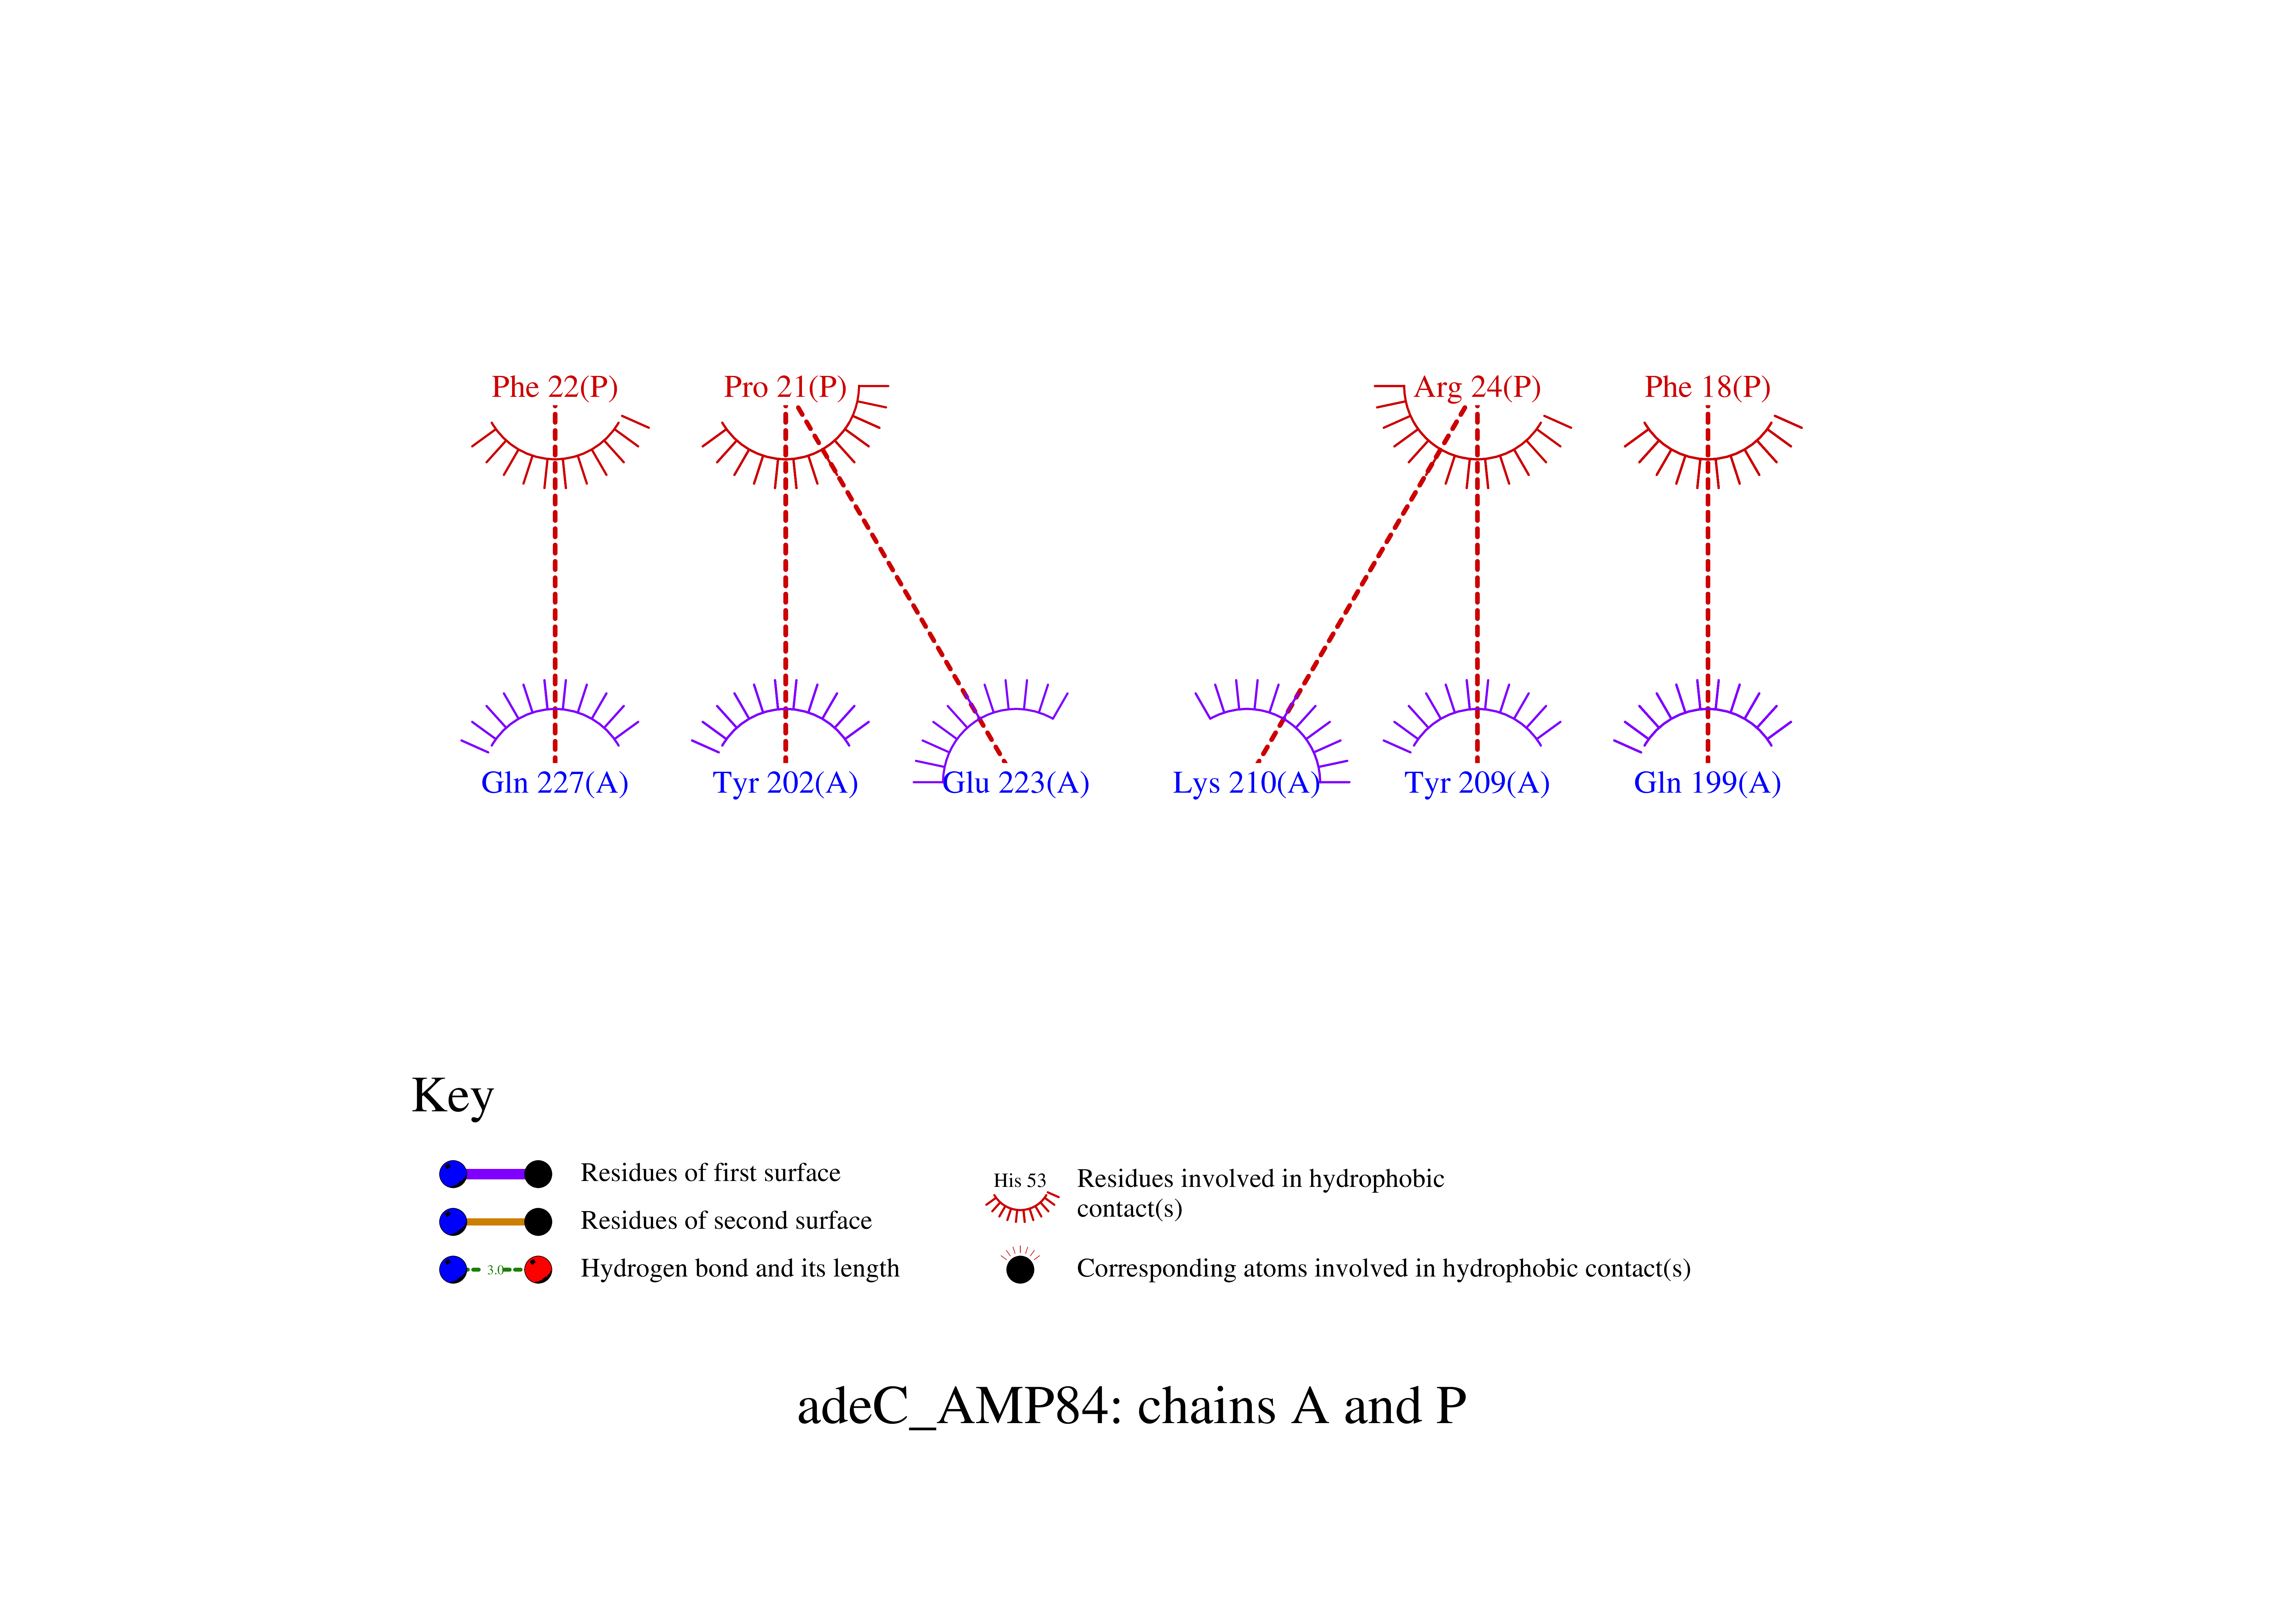 Phe 22(P) Pro 21(P) Arg 24(P) Phe 18(P)
Gln 227(A) Tyr 202(A) Glu 223(A) Lys 210(A) Tyr 209(A) Gln 199(A)
Key
Residues of first surface
Residues of second surface
3.0 Hydrogen bond and its length
His 53 Residues involved in hydrophobic
contact(s)
Corresponding atoms involved in hydrophobic contact(s)
adeC_AMP84: chains A and P